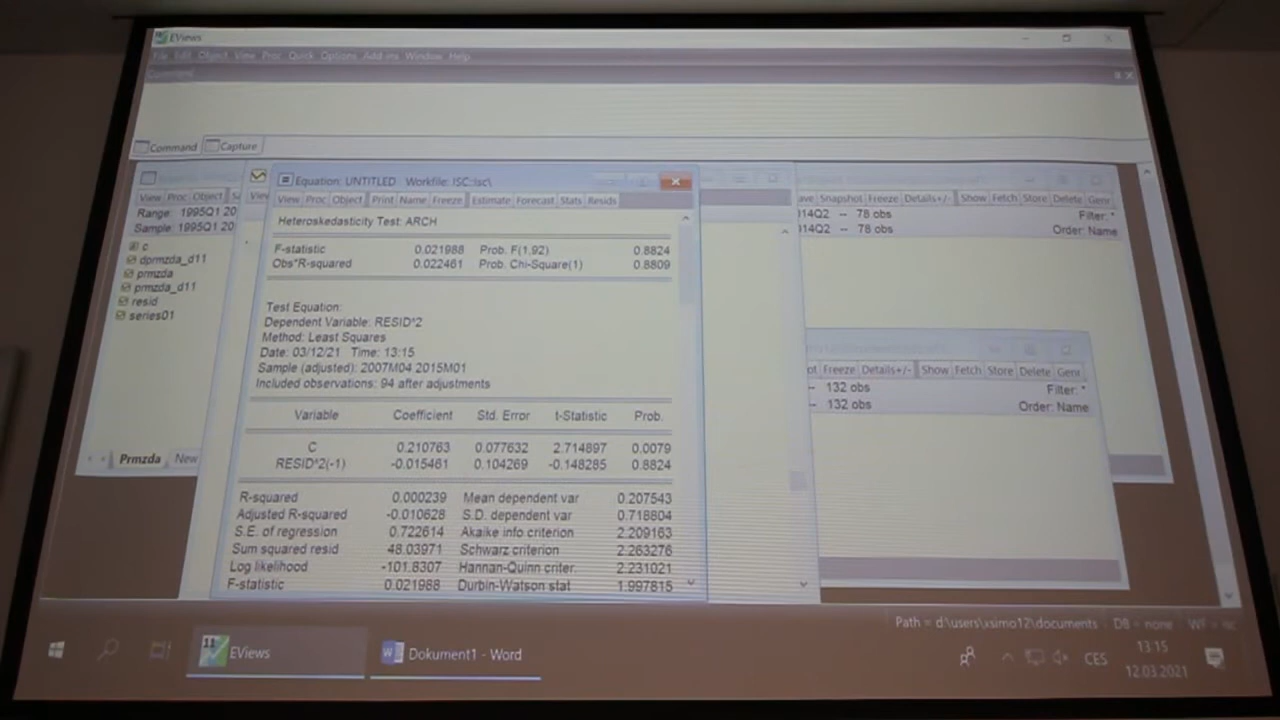 EViews
File Edit Object View Proc Quick Options Add-ins Window Help
Command
Command Capture
View Proc Object
Range: 1995Q1 20
Sample: 1995Q1 20
c
dprmzda_d11
prmzda
prmzda_d11
resid
series01
Prmzda New
Equation: UNTITLED Workfile: ISC::Isc\
View Proc Object Print Name Freeze Estimate Forecast Stats Resids
Heteroskedasticity Test: ARCH
F-statistic 0.021988 Prob. F(1,92) 0.8824
Obs*R-squared 0.022461 Prob. Chi-Square(1) 0.8809
Test Equation:
Dependent Variable: RESID^2
Method: Least Squares
Date: 03/12/21 Time: 13:15
Sample (adjusted): 2007M04 2015M01
Included observations: 94 after adjustments
Variable Coefficient Std. Error t-Statistic Prob.
C 0.210763 0.077632 2.714897 0.0079
RESID^2(-1) -0.015461 0.104269 -0.148285 0.8824
R-squared 0.000239 Mean dependent var 0.207543
Adjusted R-squared -0.010628 S.D. dependent var 0.718804
S.E. of regression 0.722614 Akaike info criterion 2.209163
Sum squared resid 48.03971 Schwarz criterion 2.263276
Log likelihood -101.8307 Hannan-Quinn criter. 2.231021
F-statistic 0.021988 Durbin-Watson stat 1.997815
ave Snapshot Freeze Details+/- Show Fetch Store Delete Genr
014Q2 -- 78 obs Filter: *
014Q2 -- 78 obs Order: Name
ot Freeze Details+/- Show Fetch Store Delete Genr
-- 132 obs Filter: *
-- 132 obs Order: Name
Path = d:\users\xsimo12\documents DB = none WF =
11 EViews Dokument1 - Word CES 13:15
12.03.2021